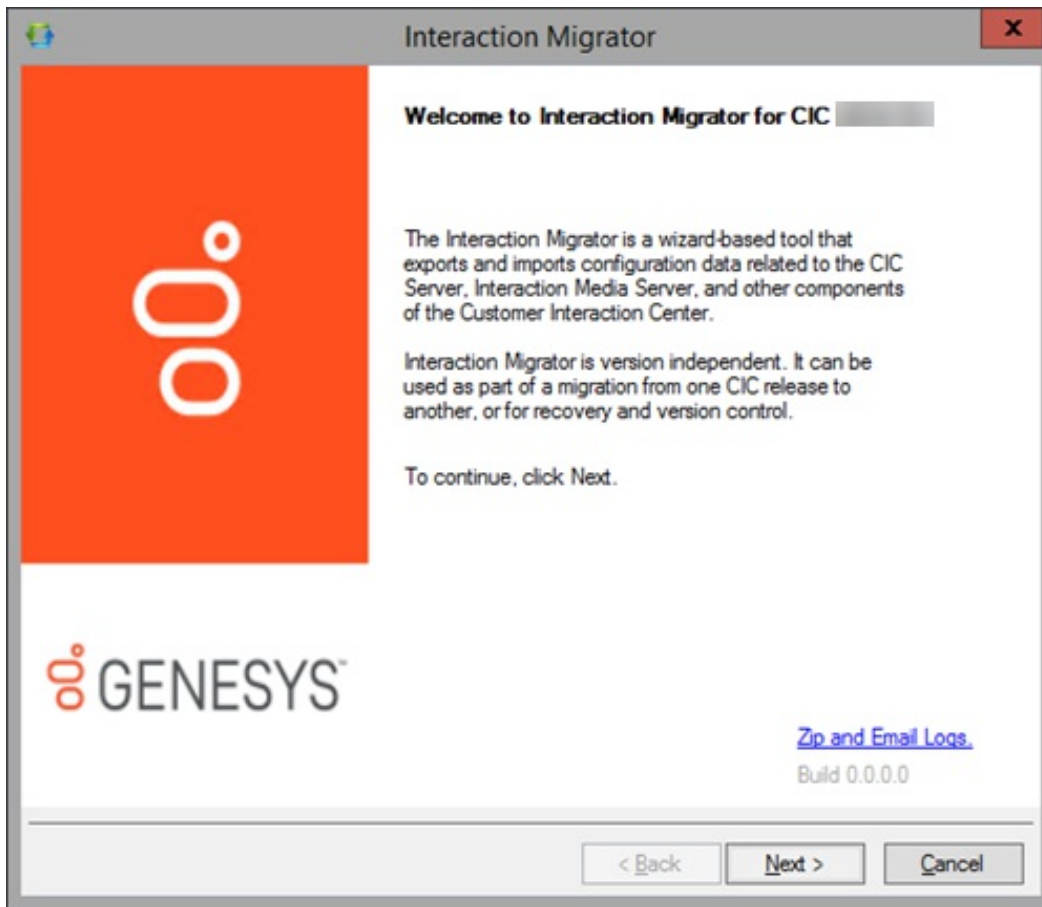 Interaction Migrator
x
Welcome to Interaction Migrator for CIC
The Interaction Migrator is a wizard-based tool that
exports and imports configuration data related to the CIC
Server, Interaction Media Server, and other components
of the Customer Interaction Center.
Interaction Migrator is version independent. It can be
used as part of a migration from one CIC release to
another, or for recovery and version control.
To continue, click Next.
GENESYS™
Zip and Email Logs.
Build 0.0.0.0
< Back Next > Cancel